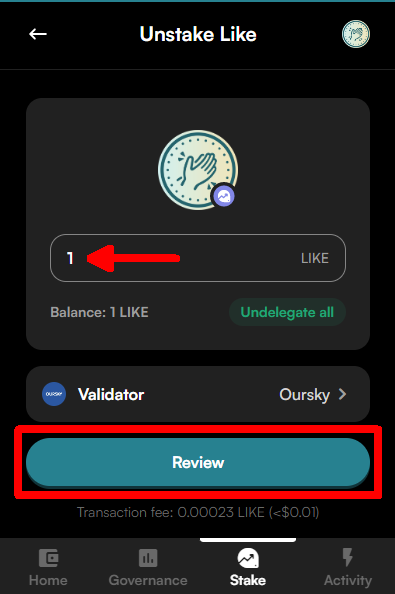 Unstake Like
1 LIKE
Balance: 1 LIKE Undelegate all
OURSKY Validator Oursky
Review
Transaction fee: 0.00023 LIKE (<$0.01)
Home Governance Stake Activity